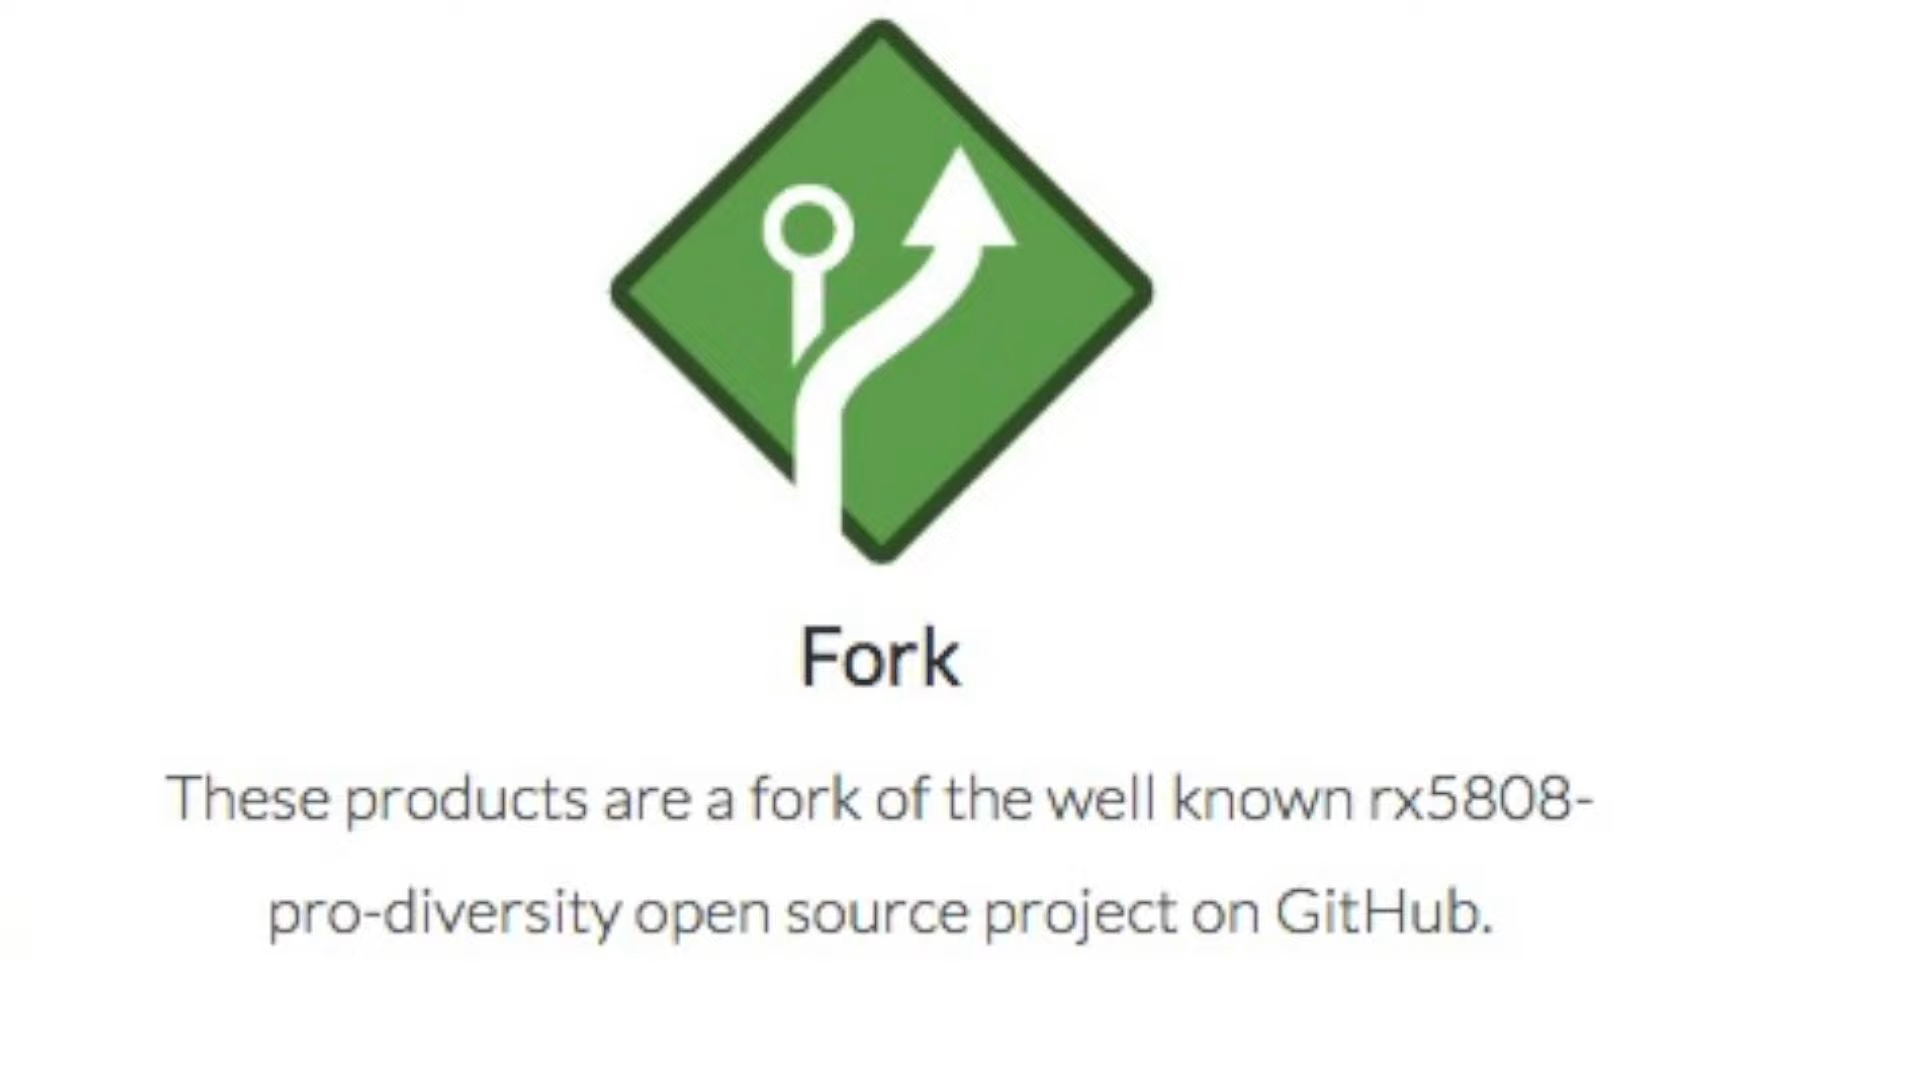 Fork
These products are a fork of the well known rx5808-
pro-diversity open source project on GitHub.